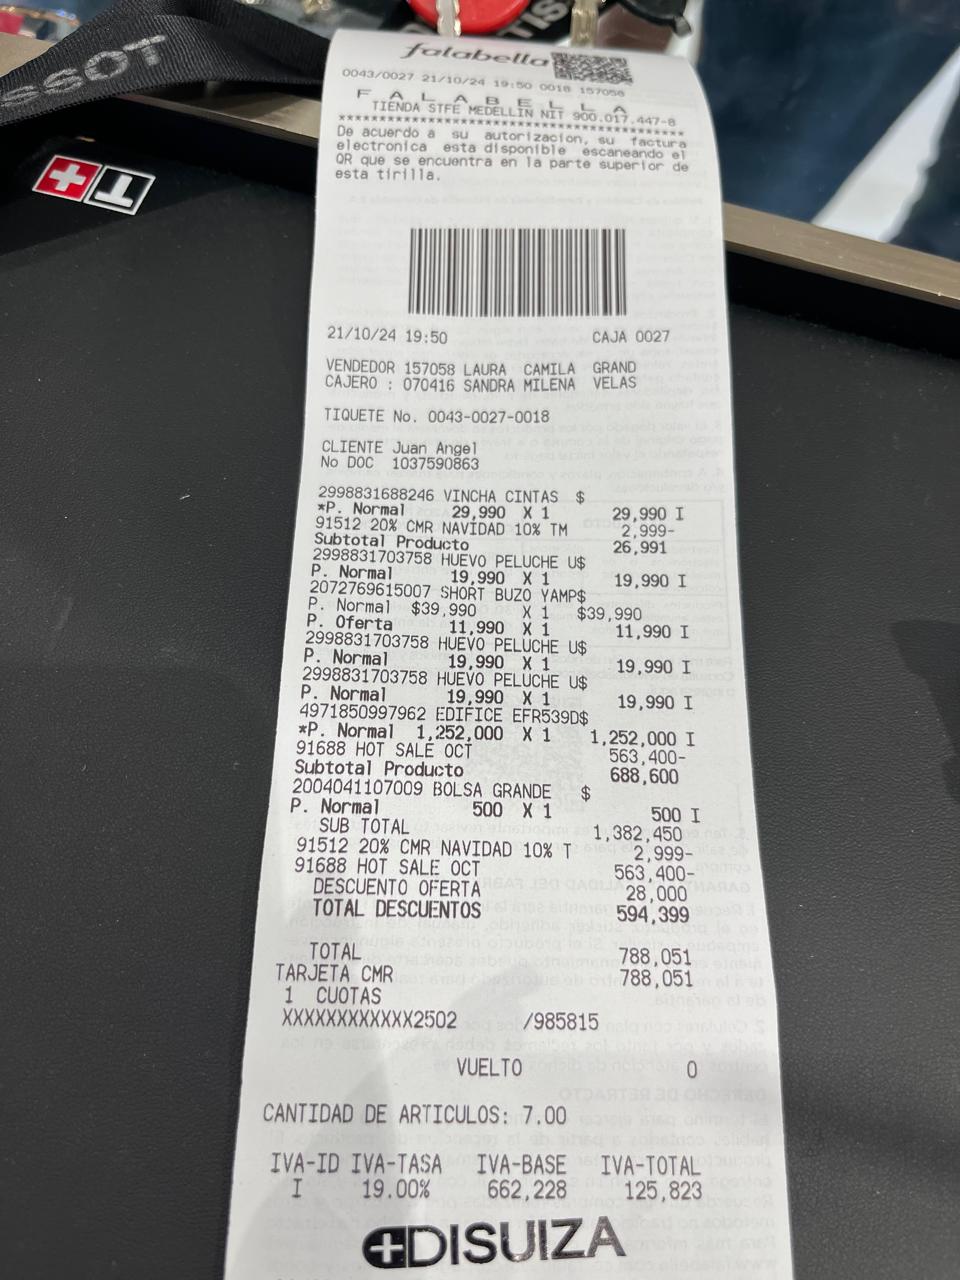 SSOT
falabella
0043/0027 21/10/24 19:50 0018 157058
F A L A B E L L A
TIENDA STFE MEDELLIN NIT 900.017.447-8
De acuerdo a su autorizacion, su factura
electronica esta disponible escaneando el
QR que se encuentra en la parte superior de
esta tirilla.
21/10/24 19:50 CAJA 0027
VENDEDOR 157058 LAURA CAMILA GRAND
CAJERO : 070416 SANDRA MILENA VELAS
TIQUETE No. 0043-0027-0018
CLIENTE Juan Angel
No DOC 1037590863
2998831688246 VINCHA CINTAS $
*P. Normal 29,990 X 1 29,990 I
91512 20% CMR NAVIDAD 10% TM 2,999-
Subtotal Producto 26,991
2998831703758 HUEVO PELUCHE U$
P. Normal 19,990 X 1 19,990 I
2072769615007 SHORT BUZO YAMP$
P. Normal $39,990 X 1 $39,990
P. Oferta 11,990 X 1 11,990 I
2998831703758 HUEVO PELUCHE U$
P. Normal 19,990 X 1 19,990 I
2998831703758 HUEVO PELUCHE U$
P. Normal 19,990 X 1 19,990 I
4971850997962 EDIFICE EFR539D$
*P. Normal 1,252,000 X 1 1,252,000 I
91688 HOT SALE OCT 563,400-
Subtotal Producto 688,600
2004041107009 BOLSA GRANDE $
P. Normal 500 X 1 500 I
SUB TOTAL 1,382,450
91512 20% CMR NAVIDAD 10% T 2,999-
91688 HOT SALE OCT 563,400-
DESCUENTO OFERTA 28,000
TOTAL DESCUENTOS 594,399
TOTAL 788,051
TARJETA CMR 788,051
1 CUOTAS
XXXXXXXXXXXX2502 /985815
VUELTO 0
CANTIDAD DE ARTICULOS: 7.00
IVA-ID IVA-TASA IVA-BASE IVA-TOTAL
I 19.00% 662,228 125,823
DISUIZA